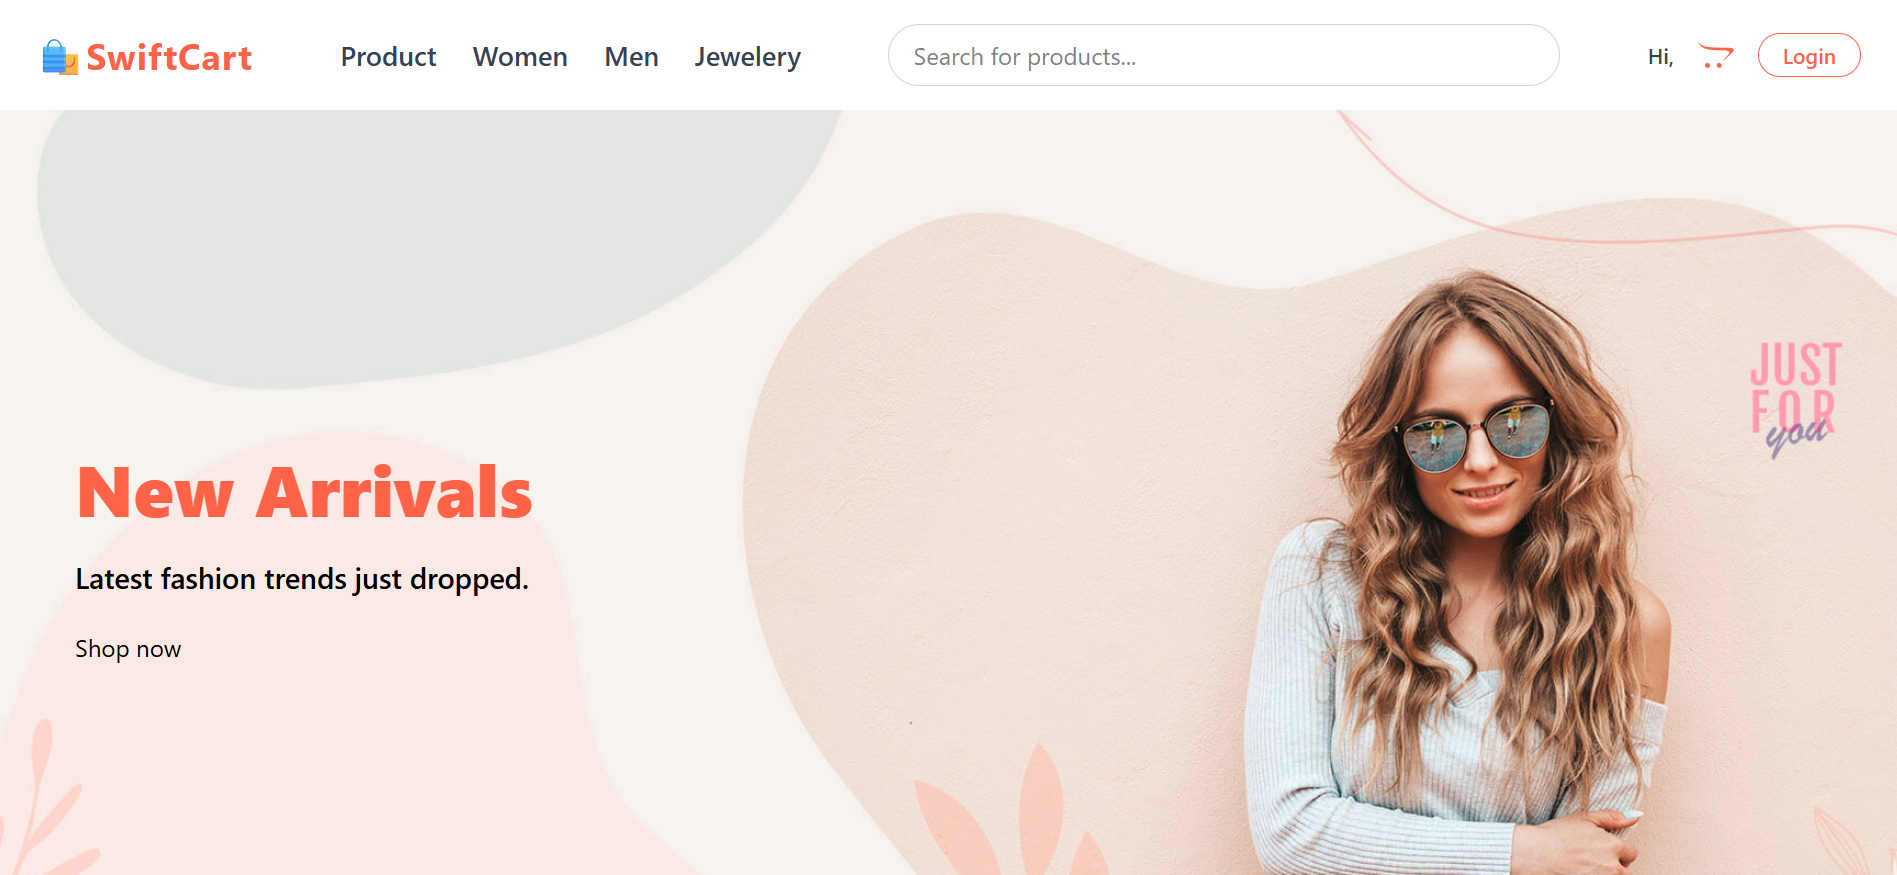 SwiftCart
Product
Women
Men
Jewelery
Search for products...
Hi,
Login
JUST
FOR
you
New Arrivals
Latest fashion trends just dropped.
Shop now